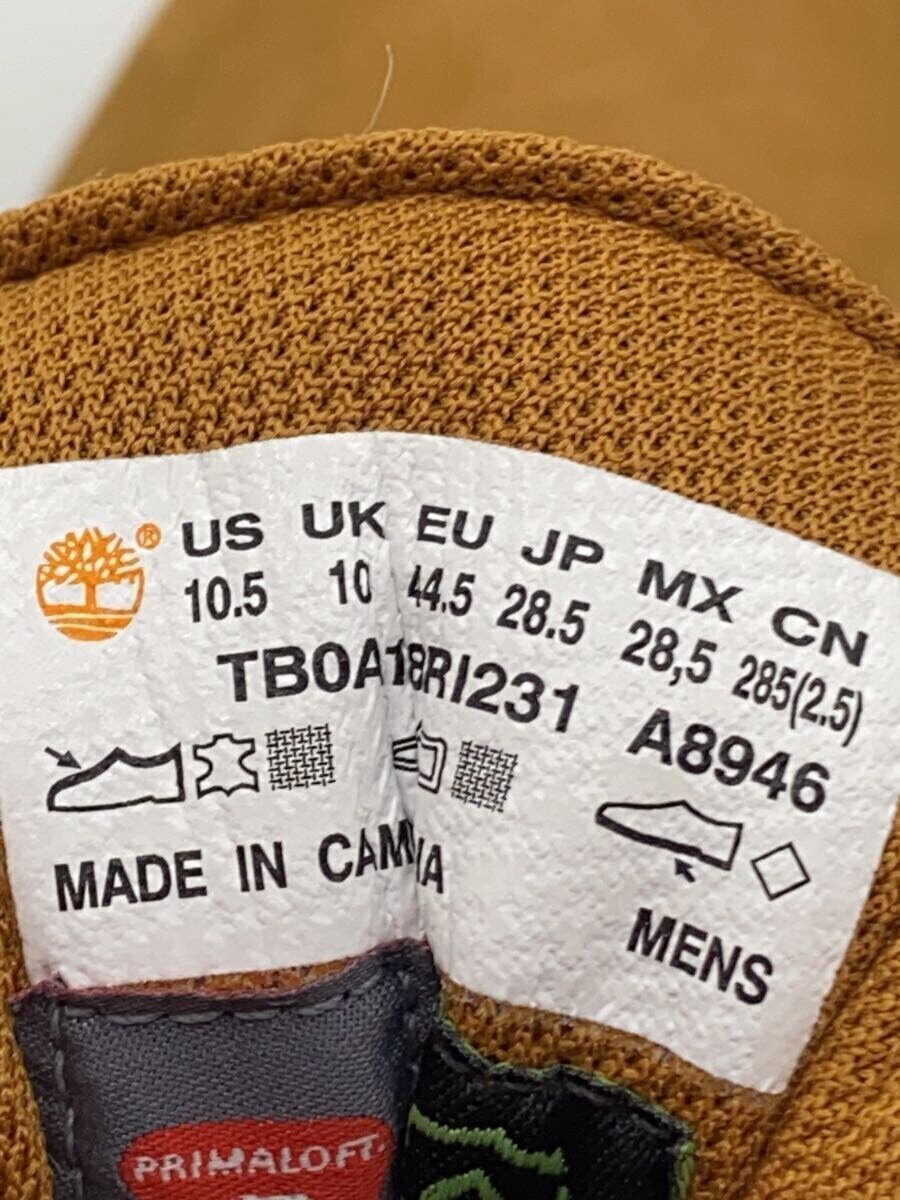 ® US UK EU JP MX CN
10.5 10 44.5 28.5 28,5 285(2.5)
TB0A18RI231 A8946
MADE IN
MENS
PRIMALOFT